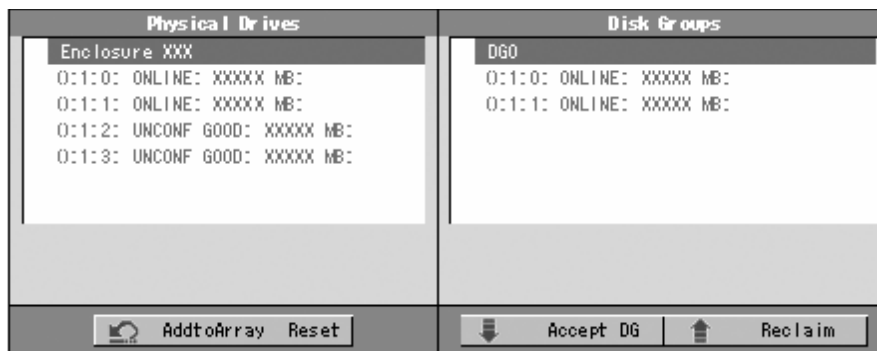 Physical Drives
Enclosure XXX
0:1:0: ONLINE: XXXXX MB:
0:1:1: ONLINE: XXXXX MB:
0:1:2: UNCONF GOOD: XXXXX MB:
0:1:3: UNCONF GOOD: XXXXX MB:
AddtoArray Reset
Disk Groups
DG0
0:1:0: ONLINE: XXXXX MB:
0:1:1: ONLINE: XXXXX MB:
Accept DG
Reclaim